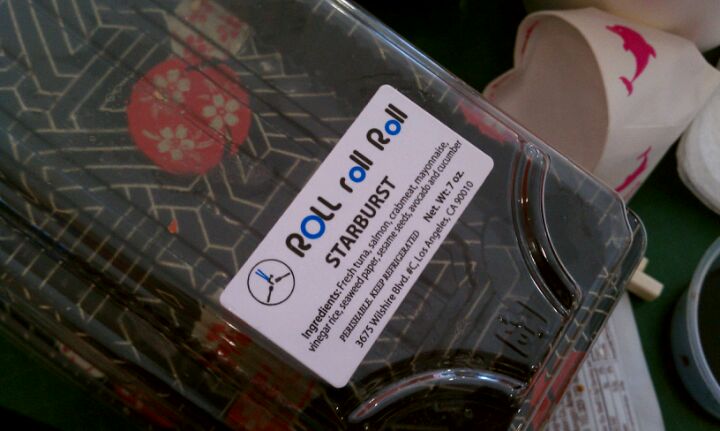 ROLL roll Roll
STARBURST
Ingredients: Fresh tuna, salmon, crabmeat, mayonnaise,
vinegar rice, seaweed paper, sesame seeds, avocado and cucumber
PERISHABLE. KEEP REFRIGERATED Net. Wt: 7 oz.
3675 Wilshire Blvd. #C, Los Angeles, CA 90010